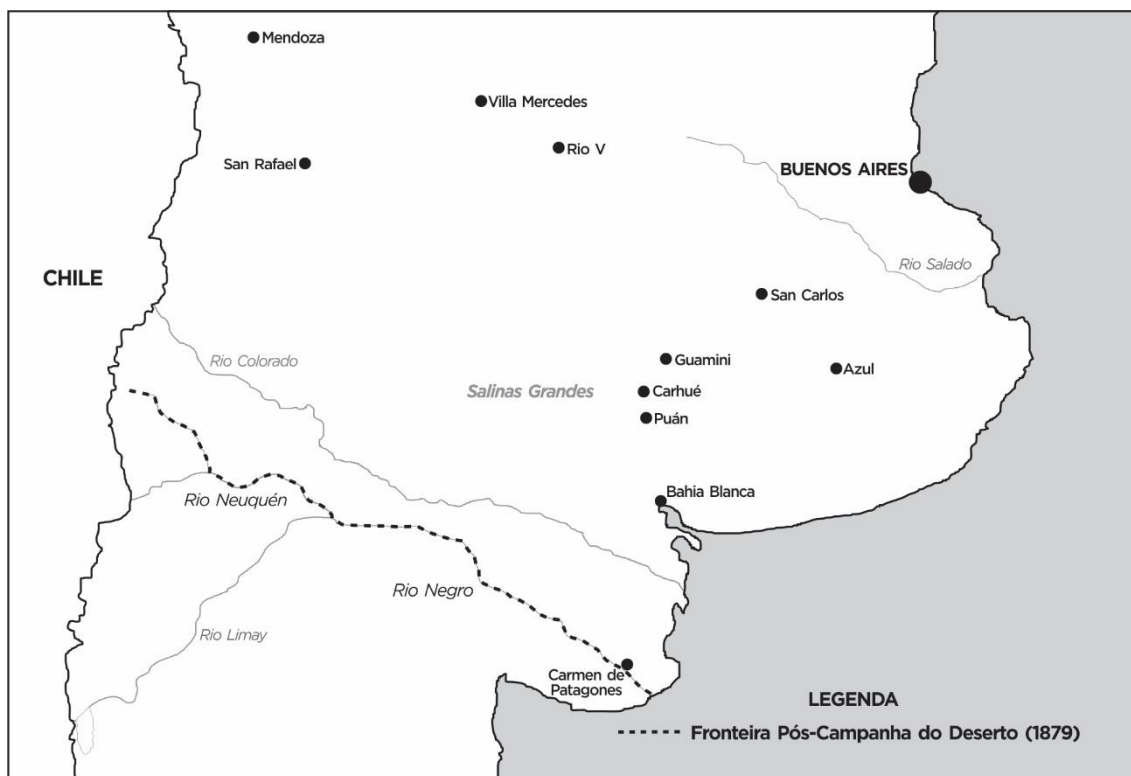 Mendoza
Villa Mercedes
Rio V
San Rafael
BUENOS AIRES
Rio Salado
CHILE
San Carlos
Rio Colorado
Guamini
Azul
Salinas Grandes
Carhué
Puán
Bahia Blanca
Rio Neuquén
Rio Negro
Rio Limay
Carmen de
Patagones
LEGENDA
Fronteira Pós-Campanha do Deserto (1879)